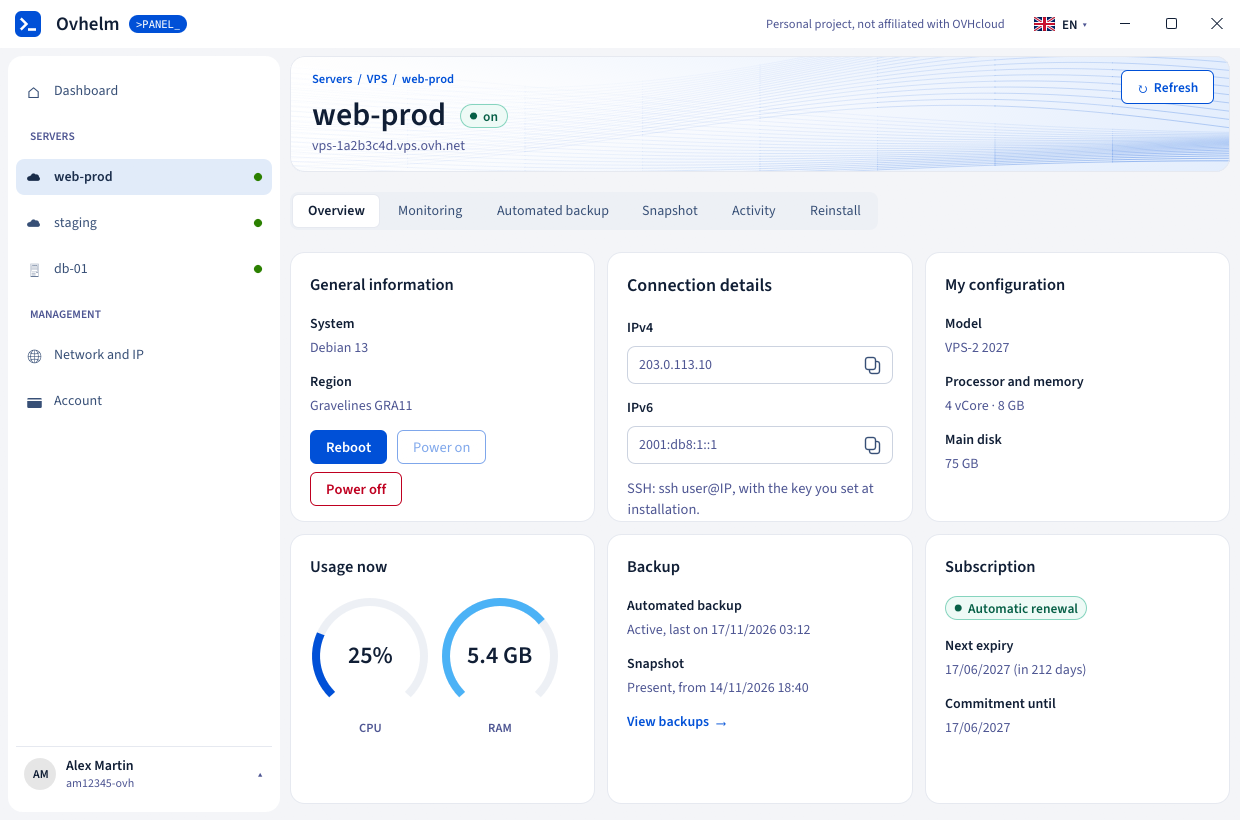 Ovhelm >PANEL_
Personal project, not affiliated with OVHcloud
EN
Dashboard
SERVERS
web-prod
staging
db-01
MANAGEMENT
Network and IP
Account
AM
Alex Martin
am12345-ovh
Servers / VPS / web-prod
web-prod
on
vps-1a2b3c4d.vps.ovh.net
Refresh
Overview
Monitoring
Automated backup
Snapshot
Activity
Reinstall
General information
System
Debian 13
Region
Gravelines GRA11
Reboot
Power on
Power off
Connection details
IPv4
203.0.113.10
IPv6
2001:db8:1::1
SSH: ssh user@IP, with the key you set at
installation.
My configuration
Model
VPS-2 2027
Processor and memory
4 vCore · 8 GB
Main disk
75 GB
Usage now
25%
CPU
5.4 GB
RAM
Backup
Automated backup
Active, last on 17/11/2026 03:12
Snapshot
Present, from 14/11/2026 18:40
View backups →
Subscription
Automatic renewal
Next expiry
17/06/2027 (in 212 days)
Commitment until
17/06/2027